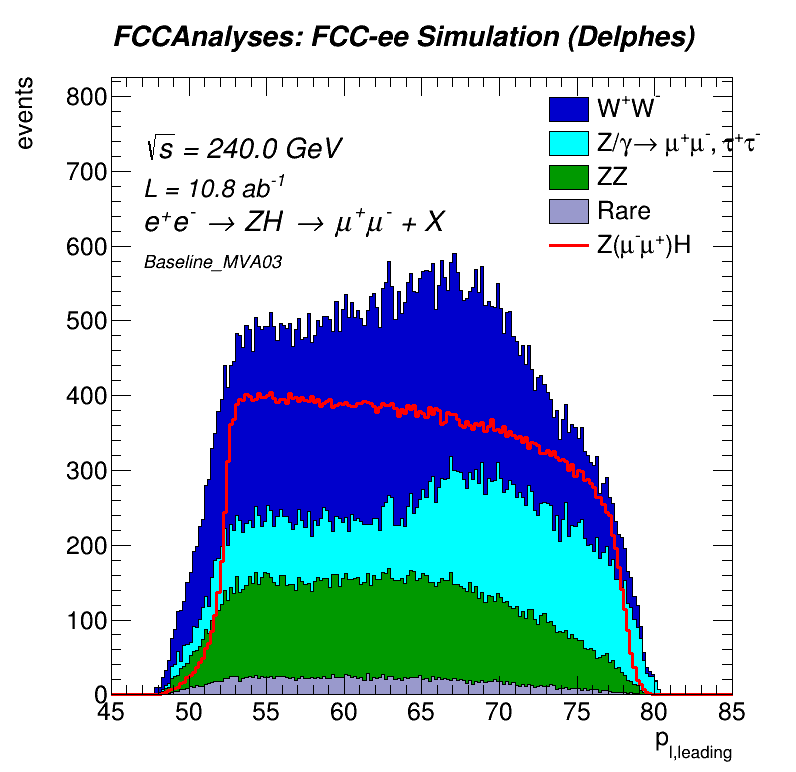 FCCAnalyses: FCC-ee Simulation (Delphes)
events
800
700
600
500
400
300
200
100
0
√s = 240.0 GeV
L = 10.8 ab⁻¹
e⁺e⁻ → ZH → μ⁺μ⁻ + X
Baseline_MVA03
W⁺W⁻
Z/γ→ μ⁺μ⁻, τ⁺τ⁻
ZZ
Rare
Z(μ⁻μ⁺)H
45 50 55 60 65 70 75 80 85
p_l,leading